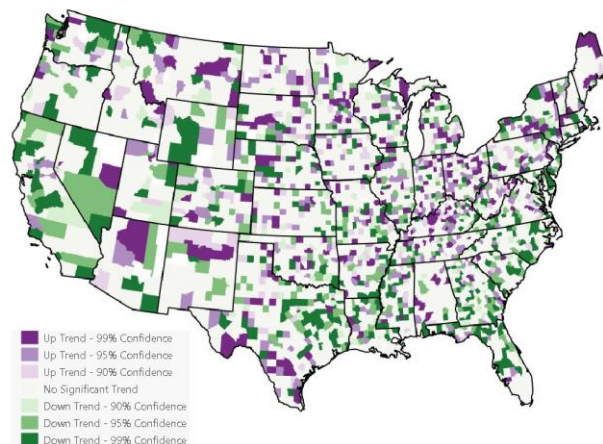 Up Trend - 99% Confidence
Up Trend - 95% Confidence
Up Trend - 90% Confidence
No Significant Trend
Down Trend - 90% Confidence
Down Trend - 95% Confidence
Down Trend - 99% Confidence